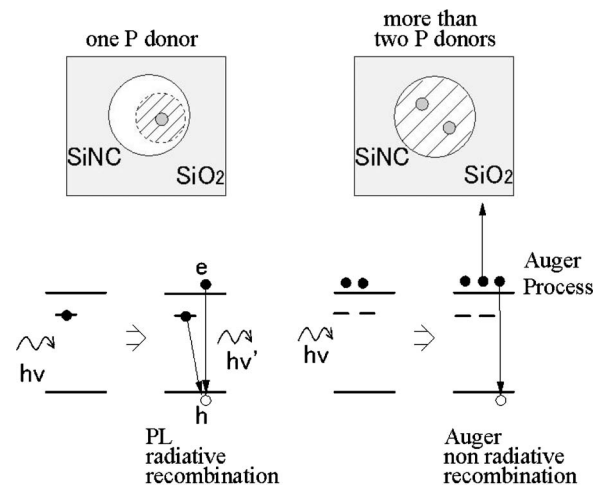 one P donor
SiNC
SiO2
more than
two P donors
SiNC
SiO2
hν
e
h
hν'
PL
radiative
recombination
hν
Auger
Process
Auger
non radiative
recombination